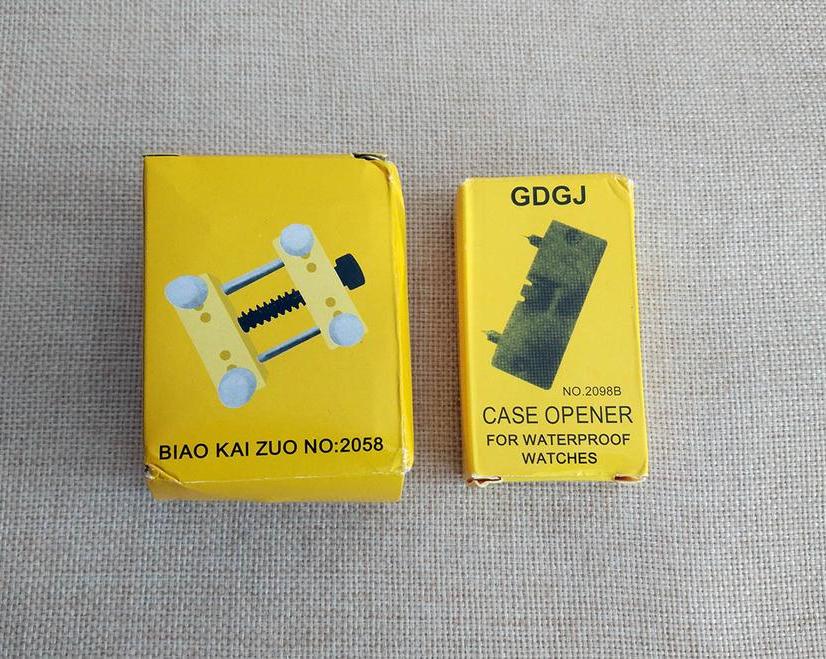 BIAO KAI ZUO NO:2058
GDGJ
NO.2098B
CASE OPENER
FOR WATERPROOF
WATCHES